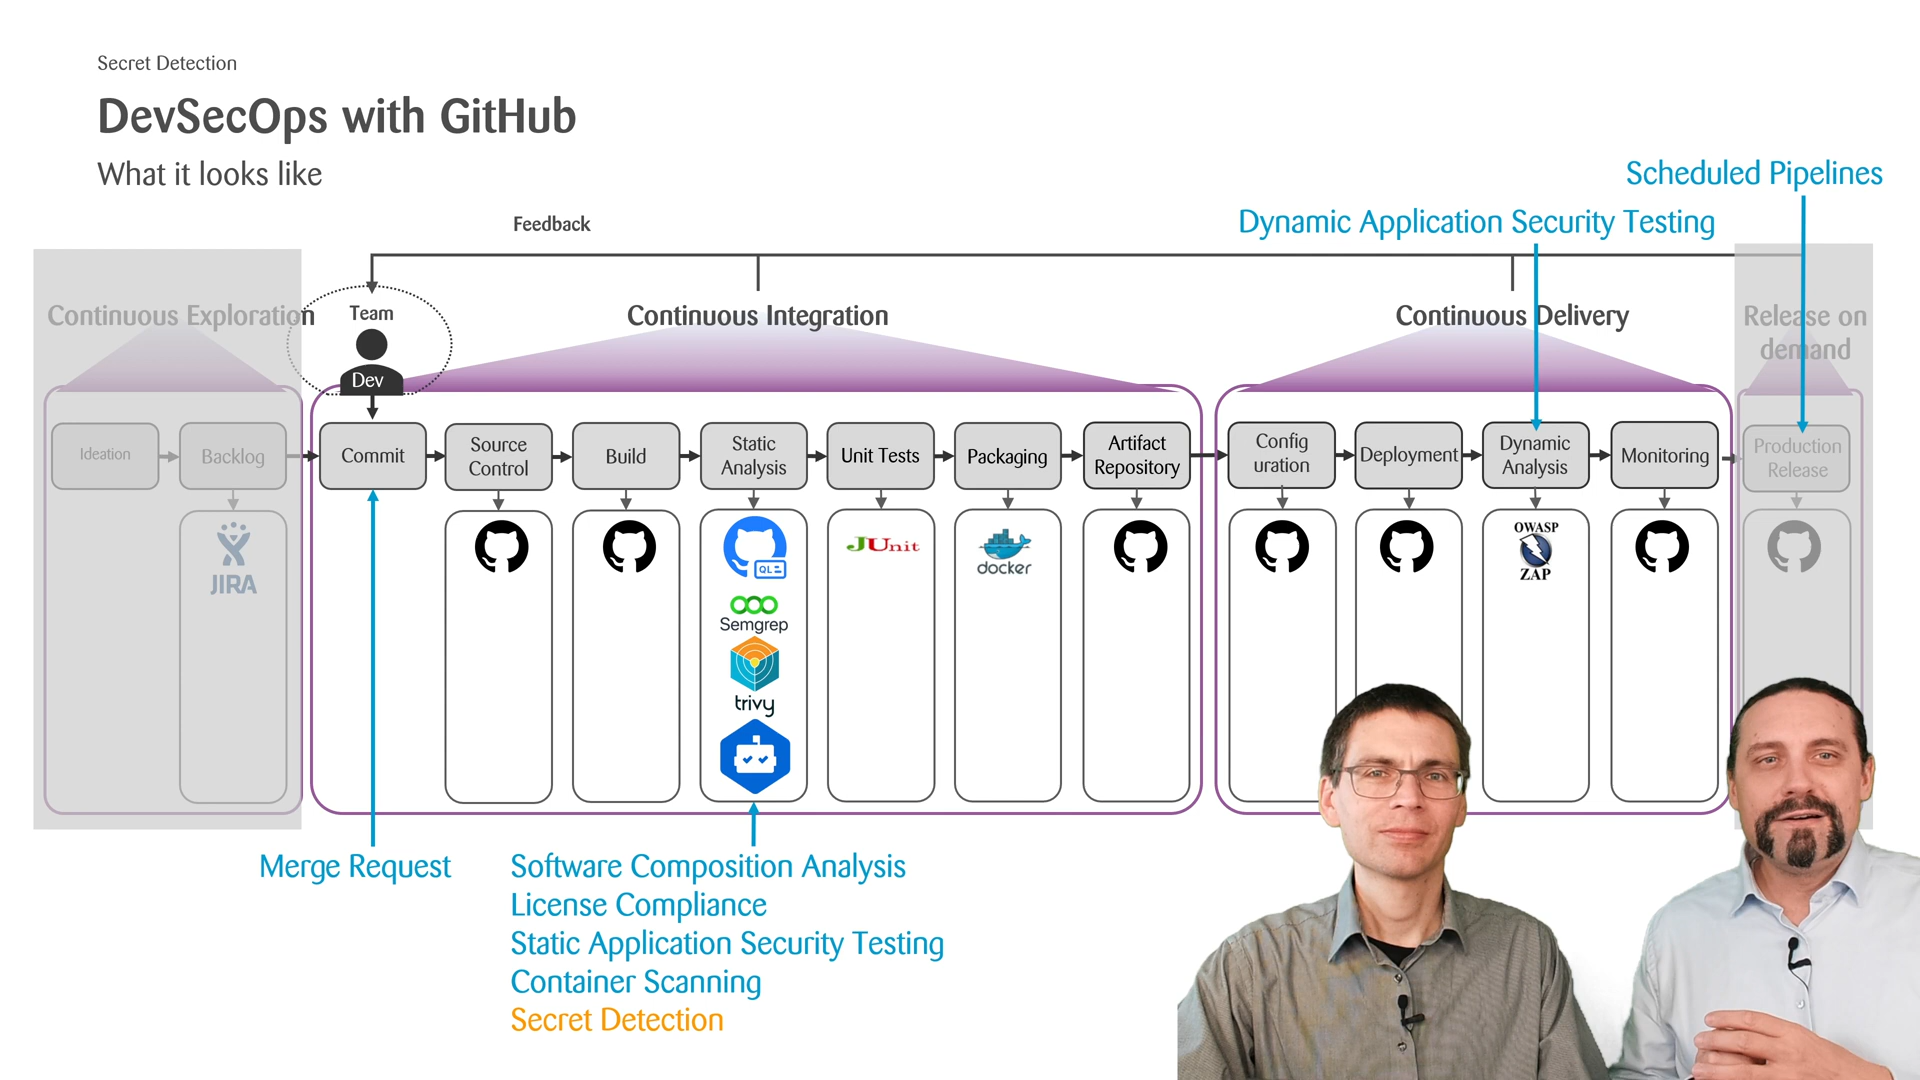 Secret Detection
DevSecOps with GitHub
What it looks like
Scheduled Pipelines
Dynamic Application Security Testing
Feedback
Continuous Exploration
Team
Dev
Continuous Integration
Continuous Delivery
Release on
demand
Ideation
Backlog
Commit
Source
Control
Build
Static
Analysis
Unit Tests
Packaging
Artifact
Repository
Config
uration
Deployment
Dynamic
Analysis
Monitoring
Production
Release
JIRA
QL
Semgrep
trivy
JUnit
docker
OWASP
ZAP
Merge Request
Software Composition Analysis
License Compliance
Static Application Security Testing
Container Scanning
Secret Detection